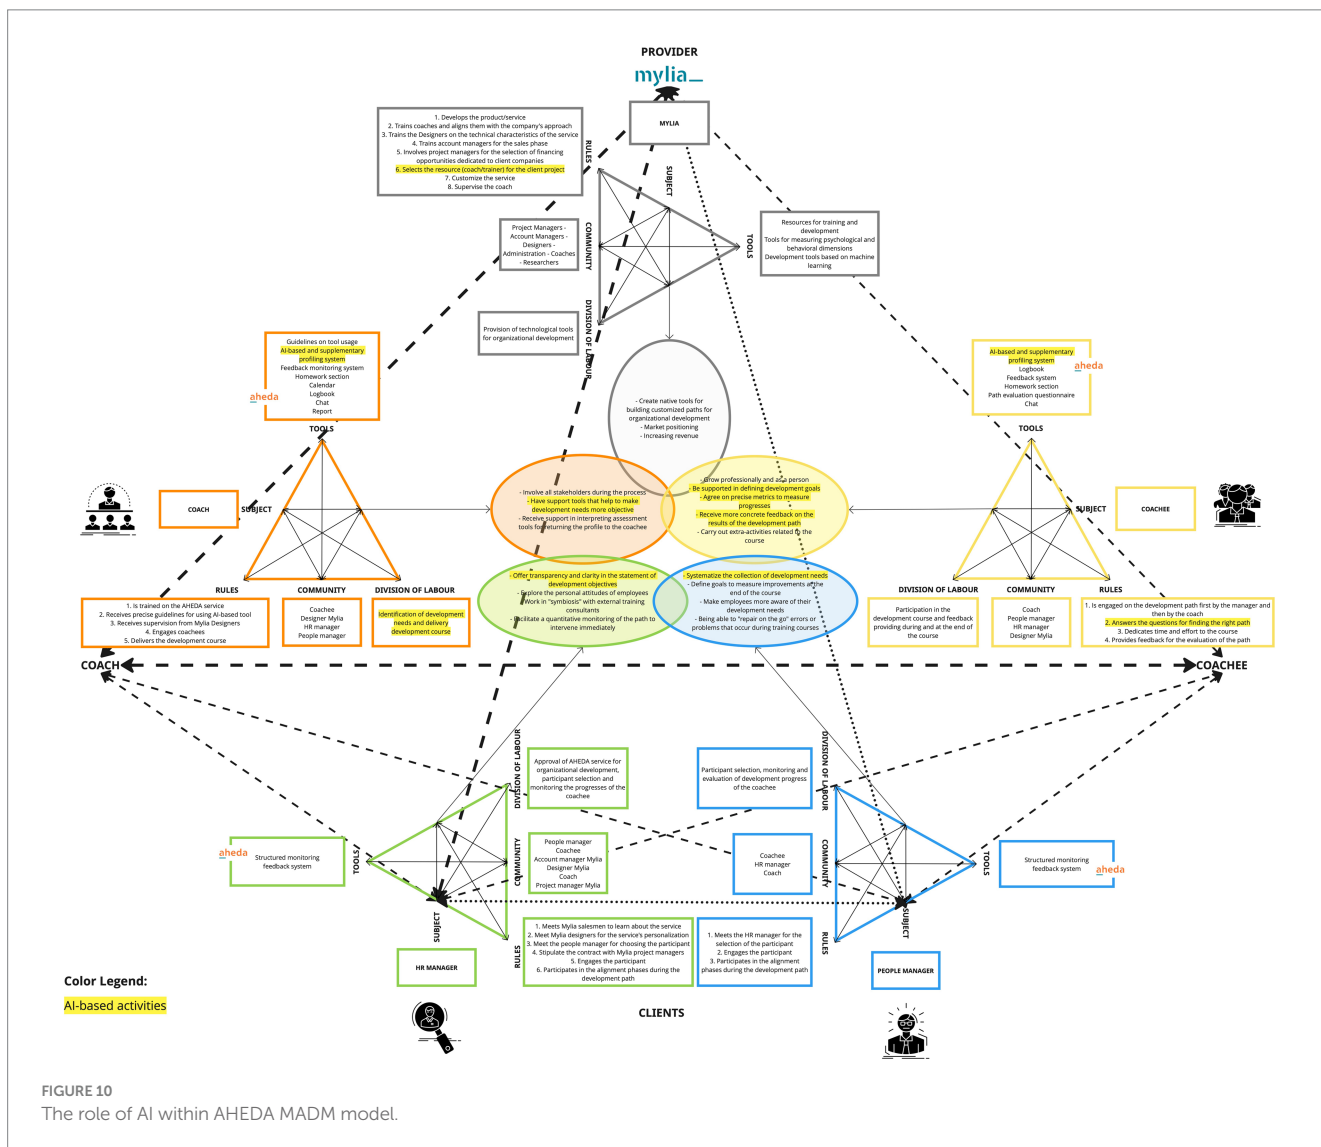 PROVIDER
mylia_
MYLIA
1. Develops the product/service
2. Trains coaches and aligns them with the company's approach
3. Trains the Designers on the technical characteristics of the service
4. Trains account managers for the sales phase
5. Involves project managers for the selection of financing
opportunities dedicated to client companies
6. Selects the resource (coach/trainer) for the client project
7. Customize the service
8. Supervise the coach
RULES
SUBJECT
Project Managers -
Account Managers -
Designers -
Administration - Coaches
- Researchers
COMMUNITY
TOOLS
Resources for training and
development
Tools for measuring psychological and
behavioral dimensions
Development tools based on machine
learning
Provision of technological tools
for organizational development
DIVISION OF LABOUR
Guidelines on tool usage
AI-based and supplementary
profiling system
Feedback monitoring system
Homework section
Calendar
Logbook
Chat
Report
aheda
TOOLS
AI-based and supplementary
profiling system
Logbook
Feedback system
Homework section
Path evaluation questionnaire
Chat
aheda
TOOLS
- Create native tools for
building customized paths for
organizational development
- Market positioning
- Increasing revenue
- Involve all stakeholders during the process
- Have support tools that help to make
development needs more objective
- Receive support in interpreting assessment
tools for returning the profile to the coachee
- Grow professionally and as a person
- Be supported in defining development goals
- Agree on precise metrics to measure
progresses
- Receive more concrete feedback on the
results of the development path
- Carry out extra-activities related to the
course
COACH
SUBJECT
SUBJECT
COACHEE
- Offer transparency and clarity in the statement of
development objectives
- Explore the personal attitudes of employees
- Work in "symbiosis" with external training
consultants
- Facilitate a quantitative monitoring of the path to
intervene immediately
- Systematize the collection of development needs
- Define goals to measure improvements at the
end of the course
- Make employees more aware of their
development needs
- Being able to "repair on the go" errors or
problems that occur during training courses
RULES
COMMUNITY
DIVISION OF LABOUR
1. Is trained on the AHEDA service
2. Receives precise guidelines for using AI-based tool
3. Receives supervision from Mylia Designers
4. Engages coachees
5. Delivers the development course
Coachee
Designer Mylia
HR manager
People manager
Identification of development
needs and delivery
development course
DIVISION OF LABOUR
COMMUNITY
RULES
Participation in the
development course and feedback
providing during and at the end of
the course
Coach
People manager
HR manager
Designer Mylia
1. Is engaged on the development path first by the manager and
then by the coach
2. Answers the questions for finding the right path
3. Dedicates time and effort to the course
4. Provides feedback for the evaluation of the path
COACH
COACHEE
DIVISION OF LABOUR
Approval of AHEDA service for
organizational development,
participant selection and
monitoring the progresses of the
coachee
Participant selection, monitoring and
evaluation of development progress
of the coachee
DIVISION OF LABOUR
aheda
Structured monitoring
feedback system
TOOLS
COMMUNITY
People manager
Coachee
Account manager Mylia
Designer Mylia
Coach
Project manager Mylia
Coachee
HR manager
Coach
COMMUNITY
TOOLS
Structured monitoring
feedback system
aheda
SUBJECT
RULES
1. Meets Mylia salesmen to learn about the service
2. Meet Mylia designers for the service's personalization
3. Meet the people manager for choosing the participant
4. Stipulate the contract with Mylia project managers
5. Engages the participant
6. Participates in the alignment phases during the
development path
1. Meets the HR manager for the
selection of the participant
2. Engages the participant
3. Participates in the alignment
phases during the development path
RULES
SUBJECT
HR MANAGER
PEOPLE MANAGER
CLIENTS
Color Legend:
AI-based activities
FIGURE 10
The role of AI within AHEDA MADM model.